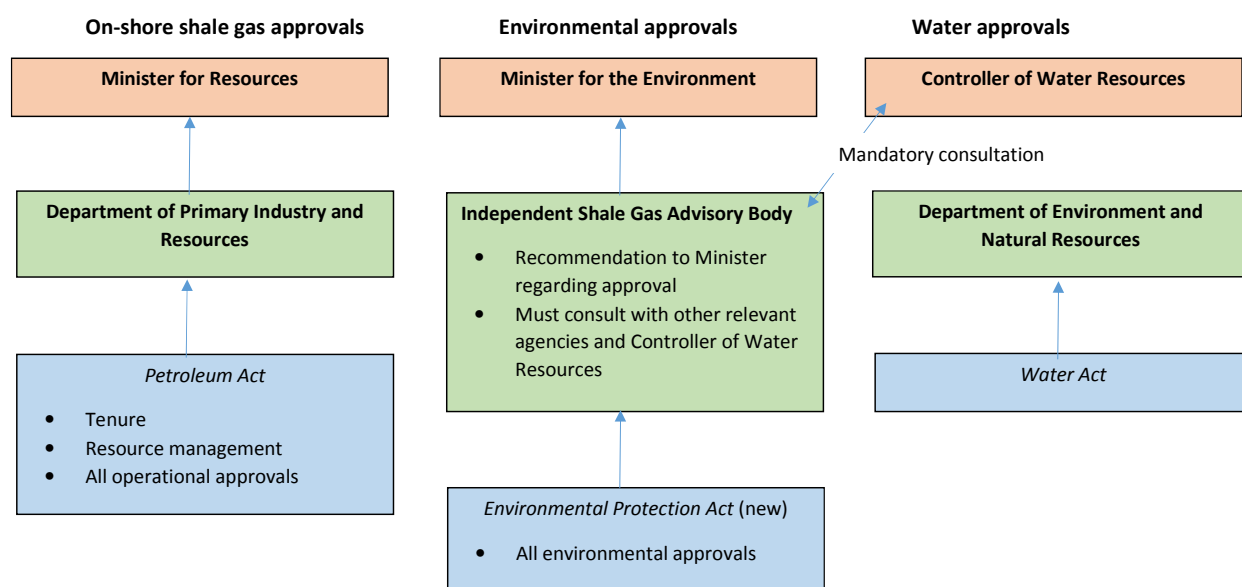 On-shore shale gas approvals
Minister for Resources
Department of Primary Industry and
Resources
Petroleum Act
• Tenure
• Resource management
• All operational approvals
Environmental approvals
Minister for the Environment
Independent Shale Gas Advisory Body
• Recommendation to Minister
regarding approval
• Must consult with other relevant
agencies and Controller of Water
Resources
Environmental Protection Act (new)
• All environmental approvals
Water approvals
Controller of Water Resources
Mandatory consultation
Department of Environment and
Natural Resources
Water Act